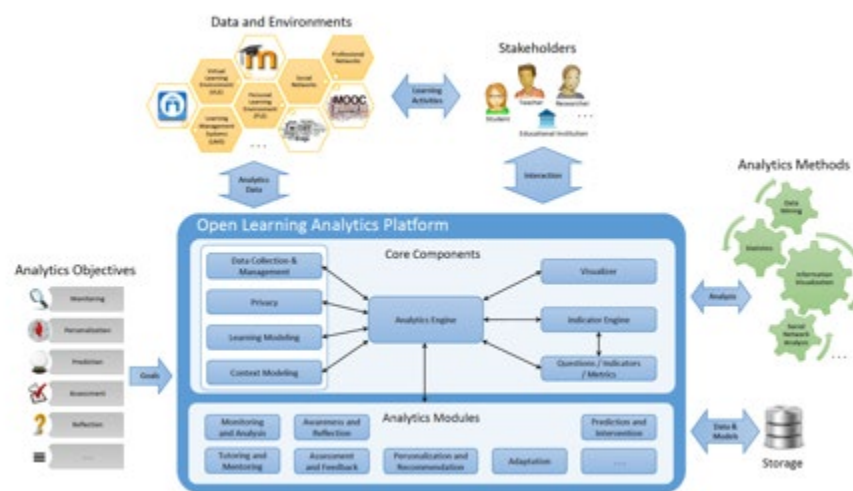 Data and Environments
Stakeholders
Professional
Networks
Virtual
Learning
Environment
(VLE)
Social
Networks
Personal
Learning
Environment
(PLE)
MOOC
Learning
Management
Systems
(LMS)
...
Learning
Activities
Student
Teacher
Researcher
...
Educational Institution
Analytics
Data
Interaction
Analytics Methods
Data
Mining
Statistics
Information
Visualization
Social
Network
Analysis
...
Analysis
Open Learning Analytics Platform
Core Components
Data Collection &
Management
Privacy
Learning Modeling
Context Modeling
Analytics Engine
Visualizer
Indicator Engine
Questions / Indicators
/ Metrics
Analytics Objectives
Monitoring
Personalization
Prediction
Assessment
Reflection
....
Goals
Analytics Modules
Monitoring
and Analysis
Awareness and
Reflection
Prediction and
Intervention
Tutoring and
Mentoring
Assessment
and Feedback
Personalization and
Recommendation
Adaptation
....
Data &
Models
Storage